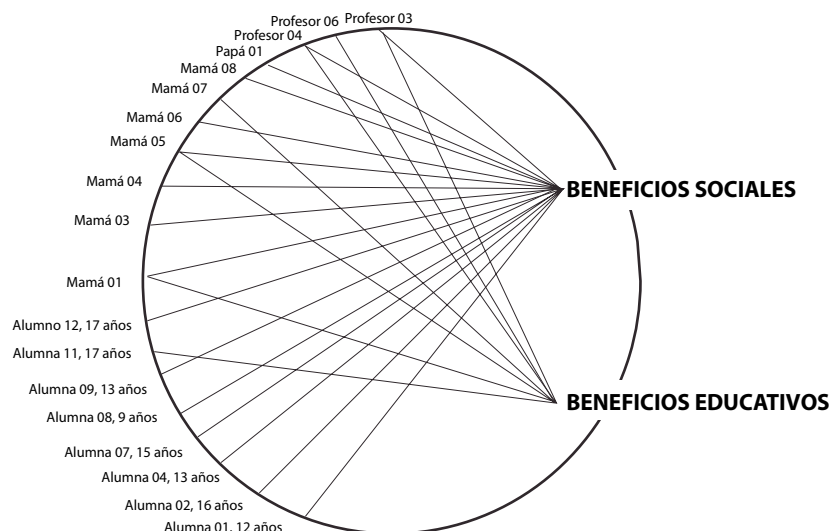 Profesor 06
Profesor 03
Profesor 04
Papá 01
Mamá 08
Mamá 07
Mamá 06
Mamá 05
Mamá 04
BENEFICIOS SOCIALES
Mamá 03
Mamá 01
Alumno 12, 17 años
Alumna 11, 17 años
Alumna 09, 13 años
BENEFICIOS EDUCATIVOS
Alumna 08, 9 años
Alumna 07, 15 años
Alumna 04, 13 años
Alumna 02, 16 años
Alumna 01, 12 años